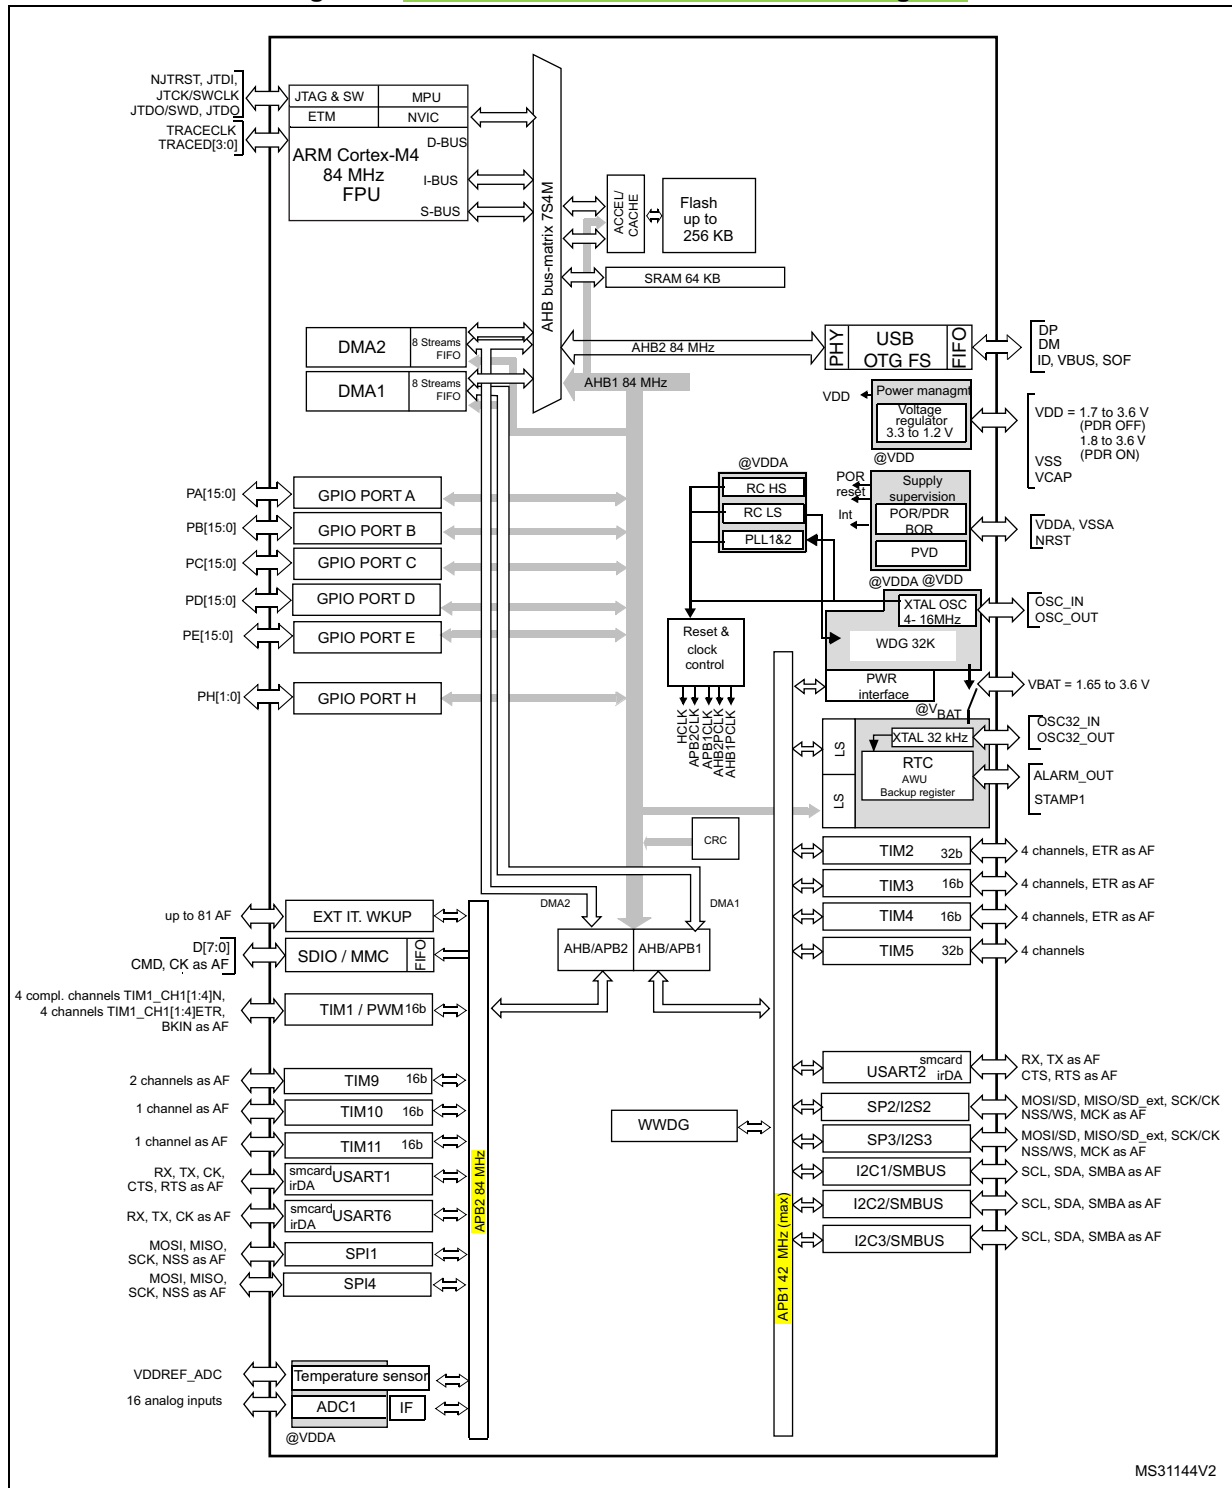 NJTRST, JTDI,
JTCK/SWCLK
JTDO/SWD, JTDO
TRACECLK
TRACED[3:0]
JTAG & SW
MPU
ETM
NVIC
D-BUS
ARM Cortex-M4
84 MHz
FPU
I-BUS
S-BUS
AHB bus-matrix 7S4M
ACCEL/
CACHE
Flash
up to
256 KB
SRAM 64 KB
DMA2
8 Streams
FIFO
DMA1
8 Streams
FIFO
AHB2 84 MHz
AHB1 84 MHz
PHY
USB
OTG FS
FIFO
DP
DM
ID, VBUS, SOF
VDD
Power managmt
Voltage
regulator
3.3 to 1.2 V
@VDD
VDD = 1.7 to 3.6 V
(PDR OFF)
1.8 to 3.6 V
(PDR ON)
VSS
VCAP
@VDDA
RC HS
RC LS
PLL1&2
POR
reset
Int
Supply
supervision
POR/PDR
BOR
PVD
VDDA, VSSA
NRST
@VDDA @VDD
XTAL OSC
4- 16MHz
WDG 32K
OSC_IN
OSC_OUT
Reset &
clock
control
HCLK
APB2CLK
APB1CLK
AHB2PCLK
AHB1PCLK
PWR
interface
VBAT = 1.65 to 3.6 V
@VBAT
LS
LS
XTAL 32 kHz
RTC
AWU
Backup register
OSC32_IN
OSC32_OUT
ALARM_OUT
STAMP1
PA[15:0]
GPIO PORT A
PB[15:0]
GPIO PORT B
PC[15:0]
GPIO PORT C
PD[15:0]
GPIO PORT D
PE[15:0]
GPIO PORT E
PH[1:0]
GPIO PORT H
CRC
DMA2
DMA1
AHB/APB2
AHB/APB1
TIM2 32b
4 channels, ETR as AF
TIM3 16b
4 channels, ETR as AF
TIM4 16b
4 channels, ETR as AF
TIM5 32b
4 channels
up to 81 AF
EXT IT. WKUP
D[7:0]
CMD, CK as AF
SDIO / MMC
FIFO
4 compl. channels TIM1_CH1[1:4]N,
4 channels TIM1_CH1[1:4]ETR,
BKIN as AF
TIM1 / PWM 16b
2 channels as AF
TIM9 16b
1 channel as AF
TIM10 16b
1 channel as AF
TIM11 16b
RX, TX, CK,
CTS, RTS as AF
smcard
irDA
USART1
RX, TX, CK as AF
smcard
irDA
USART6
MOSI, MISO,
SCK, NSS as AF
SPI1
MOSI, MISO,
SCK, NSS as AF
SPI4
APB2 84 MHz
VDDREF_ADC
Temperature sensor
16 analog inputs
ADC1
IF
@VDDA
WWDG
APB1 42 MHz (max)
USART2
smcard
irDA
RX, TX as AF
CTS, RTS as AF
SP2/I2S2
MOSI/SD, MISO/SD_ext, SCK/CK
NSS/WS, MCK as AF
SP3/I2S3
MOSI/SD, MISO/SD_ext, SCK/CK
NSS/WS, MCK as AF
I2C1/SMBUS
SCL, SDA, SMBA as AF
I2C2/SMBUS
SCL, SDA, SMBA as AF
I2C3/SMBUS
SCL, SDA, SMBA as AF
MS31144V2